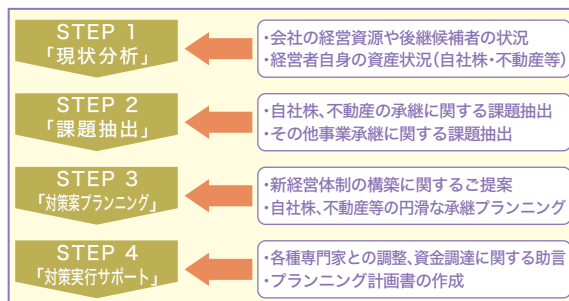 STEP 1
「現状分析」
・会社の経営資源や後継候補者の状況
・経営者自身の資産状況(自社株・不動産等)
STEP 2
「課題抽出」
・自社株、不動産の承継に関する課題抽出
・その他事業承継に関する課題抽出
STEP 3
「対策案プランニング」
・新経営体制の構築に関するご提案
・自社株、不動産等の円滑な承継プランニング
STEP 4
「対策実行サポート」
・各種専門家との調整、資金調達に関する助言
・プランニング計画書の作成